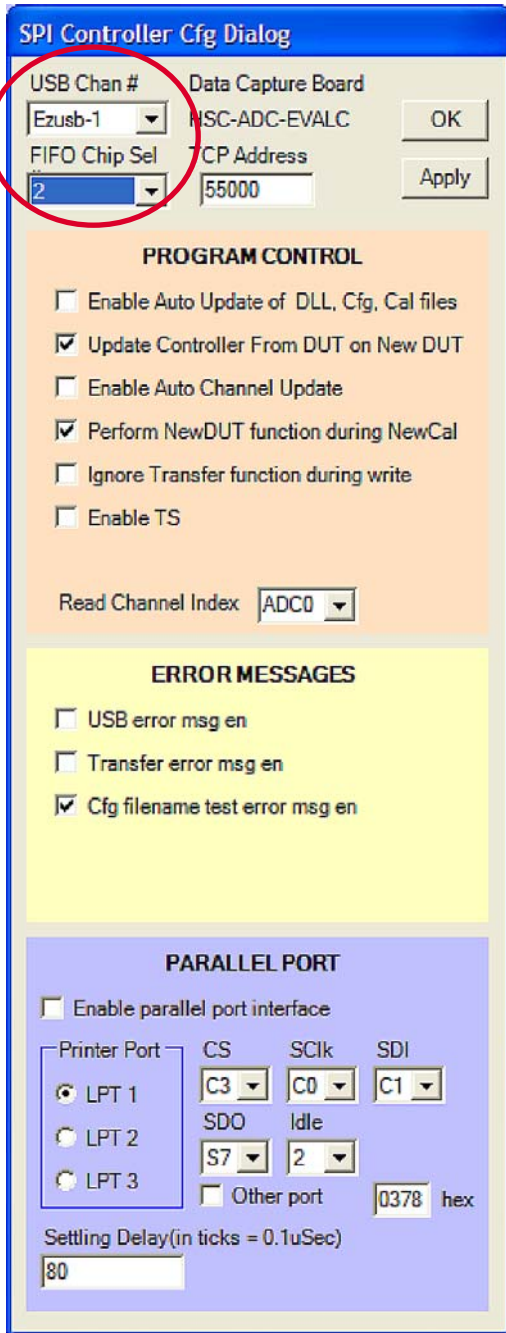 SPI Controller Cfg Dialog
USB Chan # Data Capture Board
Ezusb-1 HSC-ADC-EVALC OK
FIFO Chip Sel TCP Address
2 55000 Apply
PROGRAM CONTROL
Enable Auto Update of DLL, Cfg, Cal files
Update Controller From DUT on New DUT
Enable Auto Channel Update
Perform NewDUT function during NewCal
Ignore Transfer function during write
Enable TS
Read Channel Index ADC0
ERROR MESSAGES
USB error msg en
Transfer error msg en
Cfg filename test error msg en
PARALLEL PORT
Enable parallel port interface
Printer Port CS SClk SDI
LPT 1 C3 C0 C1
SDO Idle
LPT 2 S7 2
LPT 3 Other port 0378 hex
Settling Delay(in ticks = 0.1uSec)
80